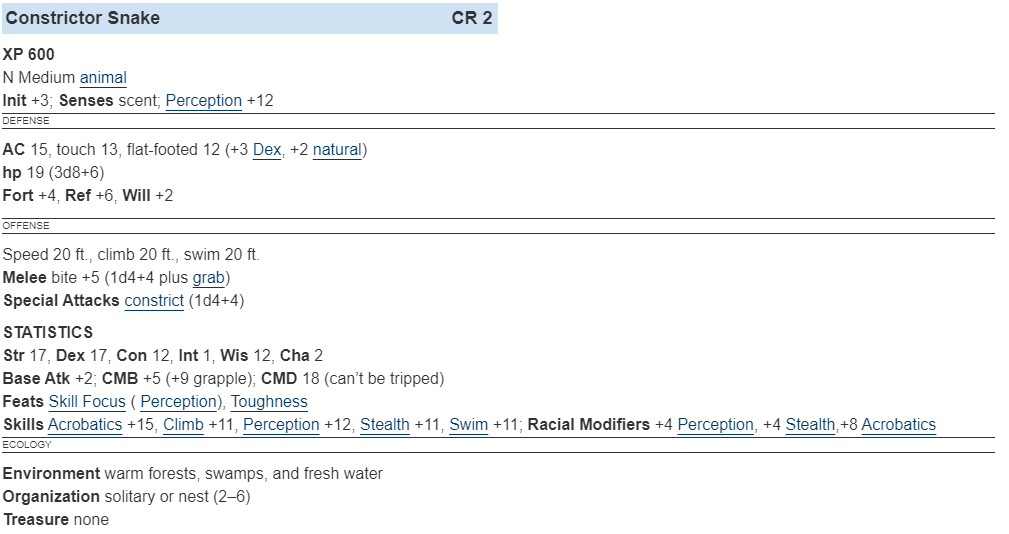 Constrictor Snake CR 2
XP 600
N Medium animal
Init +3; Senses scent; Perception +12
DEFENSE
AC 15, touch 13, flat-footed 12 (+3 Dex, +2 natural)
hp 19 (3d8+6)
Fort +4, Ref +6, Will +2
OFFENSE
Speed 20 ft., climb 20 ft., swim 20 ft.
Melee bite +5 (1d4+4 plus grab)
Special Attacks constrict (1d4+4)
STATISTICS
Str 17, Dex 17, Con 12, Int 1, Wis 12, Cha 2
Base Atk +2; CMB +5 (+9 grapple); CMD 18 (can’t be tripped)
Feats Skill Focus ( Perception), Toughness
Skills Acrobatics +15, Climb +11, Perception +12, Stealth +11, Swim +11; Racial Modifiers +4 Perception, +4 Stealth,+8 Acrobatics
ECOLOGY
Environment warm forests, swamps, and fresh water
Organization solitary or nest (2–6)
Treasure none